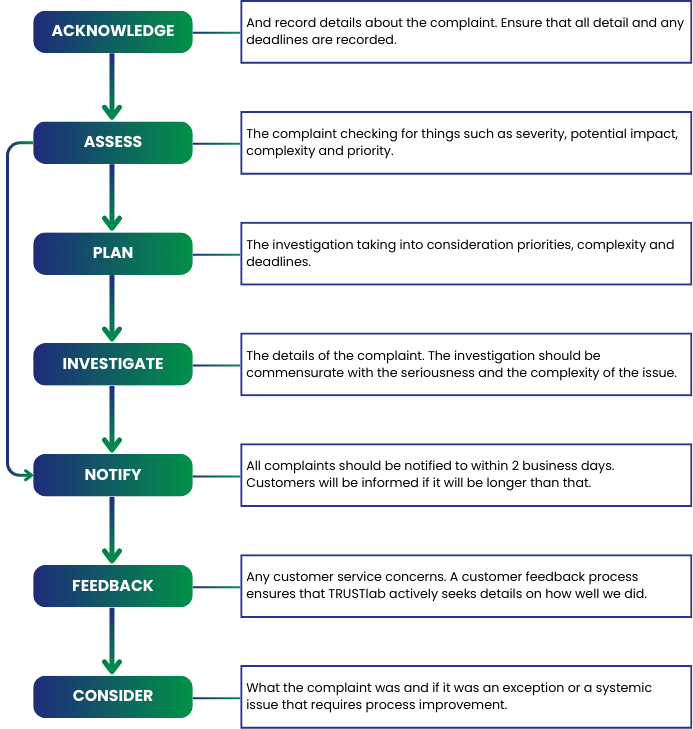 ACKNOWLEDGE
And record details about the complaint. Ensure that all detail and any
deadlines are recorded.
ASSESS
The complaint checking for things such as severity, potential impact,
complexity and priority.
PLAN
The investigation taking into consideration priorities, complexity and
deadlines.
INVESTIGATE
The details of the complaint. The investigation should be
commensurate with the seriousness and the complexity of the issue.
NOTIFY
All complaints should be notified to within 2 business days.
Customers will be informed if it will be longer than that.
FEEDBACK
Any customer service concerns. A customer feedback process
ensures that TRUSTlab actively seeks details on how well we did.
CONSIDER
What the complaint was and if it was an exception or a systemic
issue that requires process improvement.